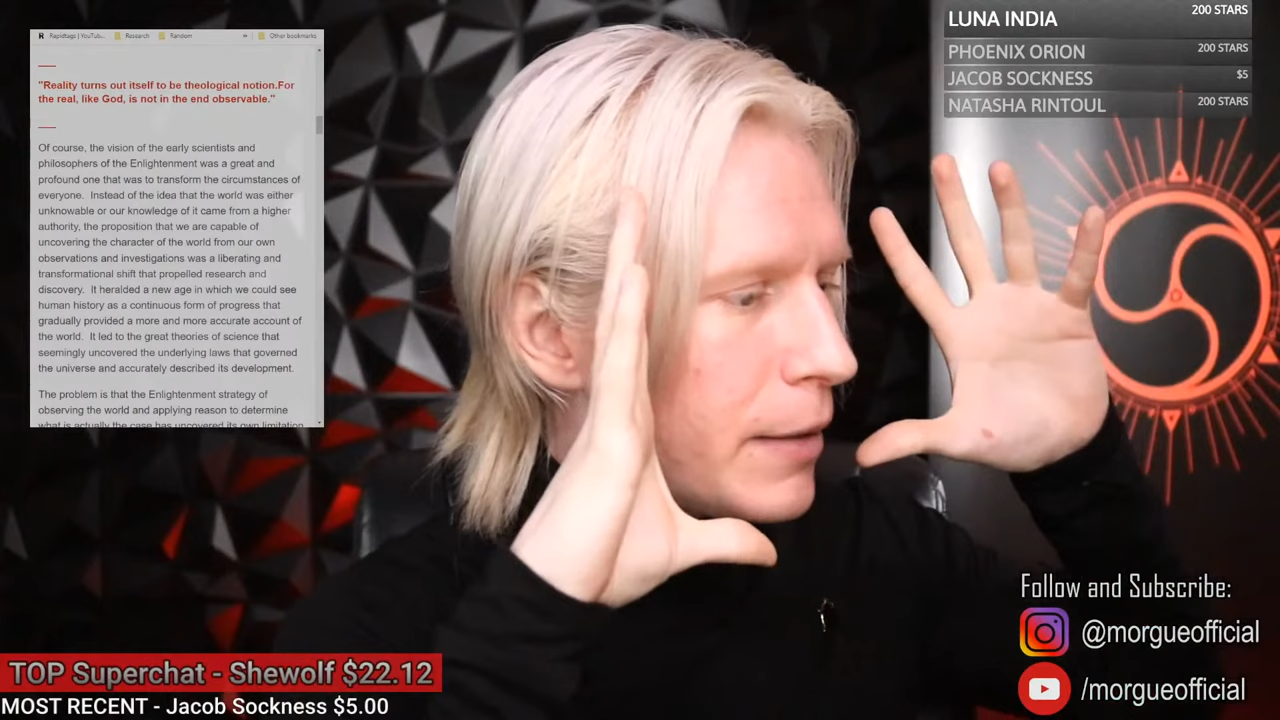 Rapidtags | YouTub...
Research
Random
»
Other bookmarks
"Reality turns out itself to be theological notion.For
the real, like God, is not in the end observable."
Of course, the vision of the early scientists and
philosophers of the Enlightenment was a great and
profound one that was to transform the circumstances of
everyone. Instead of the idea that the world was either
unknowable or our knowledge of it came from a higher
authority, the proposition that we are capable of
uncovering the character of the world from our own
observations and investigations was a liberating and
transformational shift that propelled research and
discovery. It heralded a new age in which we could see
human history as a continuous form of progress that
gradually provided a more and more accurate account of
the world. It led to the great theories of science that
seemingly uncovered the underlying laws that governed
the universe and accurately described its development.
The problem is that the Enlightenment strategy of
observing the world and applying reason to determine
what is actually the case has uncovered its own limitation
LUNA INDIA 200 STARS
PHOENIX ORION 200 STARS
JACOB SOCKNESS $5
NATASHA RINTOUL 200 STARS
Follow and Subscribe:
@morgueofficial
/morgueofficial
TOP Superchat - Shewolf $22.12
MOST RECENT - Jacob Sockness $5.00